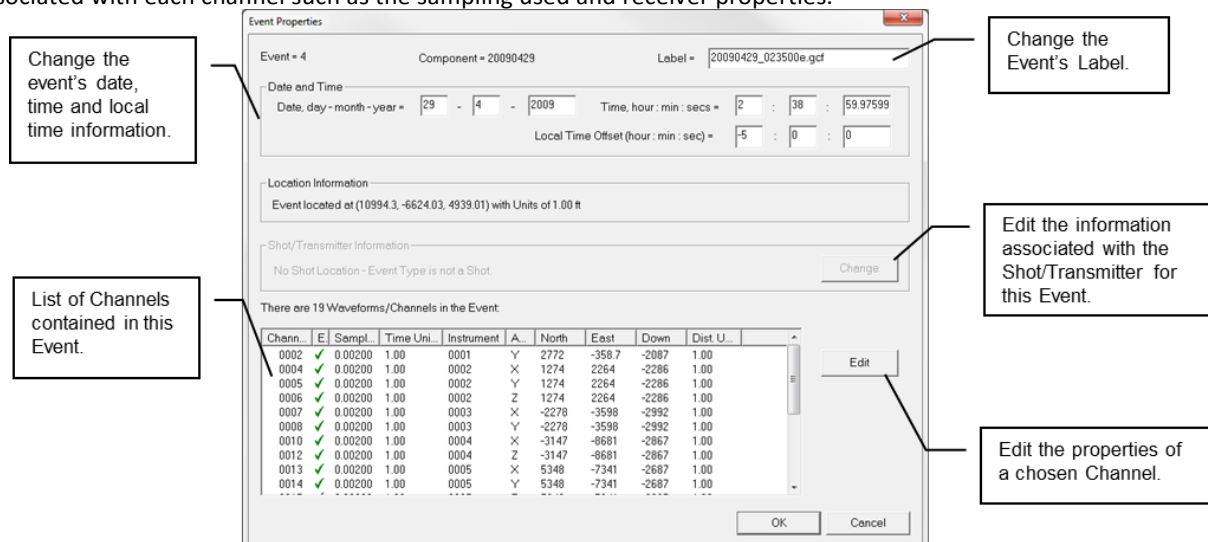 sociated with each channel such as the sampling used and receiver properties.
Event Properties
Change the
event's date,
time and local
time information.
Change the
Event's Label.
Event = 4 Component = 20090429 Label = 20090429_023500e.gcf
Date and Time
Date, day - month - year = 29 - 4 - 2009 Time, hour : min : secs = 2 : 38 : 59.97599
Local Time Offset (hour : min : sec) = -5 : 0 : 0
Location Information
Event located at (10994.3, -6624.03, 4939.01) with Units of 1.00 ft
Edit the information
associated with the
Shot/Transmitter for
this Event.
Shot/Transmitter Information
No Shot Location - Event Type is not a Shot. Change
List of Channels
contained in this
Event.
There are 19 Waveforms/Channels in the Event:
Chann... E Sampl... Time Uni... Instrument A... North East Down Dist. U...
0002 ✓ 0.00200 1.00 0001 Y 2772 -358.7 -2087 1.00
0004 ✓ 0.00200 1.00 0002 X 1274 2264 -2286 1.00
0005 ✓ 0.00200 1.00 0002 Y 1274 2264 -2286 1.00
0006 ✓ 0.00200 1.00 0002 Z 1274 2264 -2286 1.00
0007 ✓ 0.00200 1.00 0003 X -2278 -3598 -2992 1.00
0008 ✓ 0.00200 1.00 0003 Y -2278 -3598 -2992 1.00
0010 ✓ 0.00200 1.00 0004 X -3147 -8681 -2867 1.00
0012 ✓ 0.00200 1.00 0004 Z -3147 -8681 -2867 1.00
0013 ✓ 0.00200 1.00 0005 X 5348 -7341 -2687 1.00
0014 ✓ 0.00200 1.00 0005 Y 5348 -7341 -2687 1.00
Edit
Edit the properties of
a chosen Channel.
OK Cancel